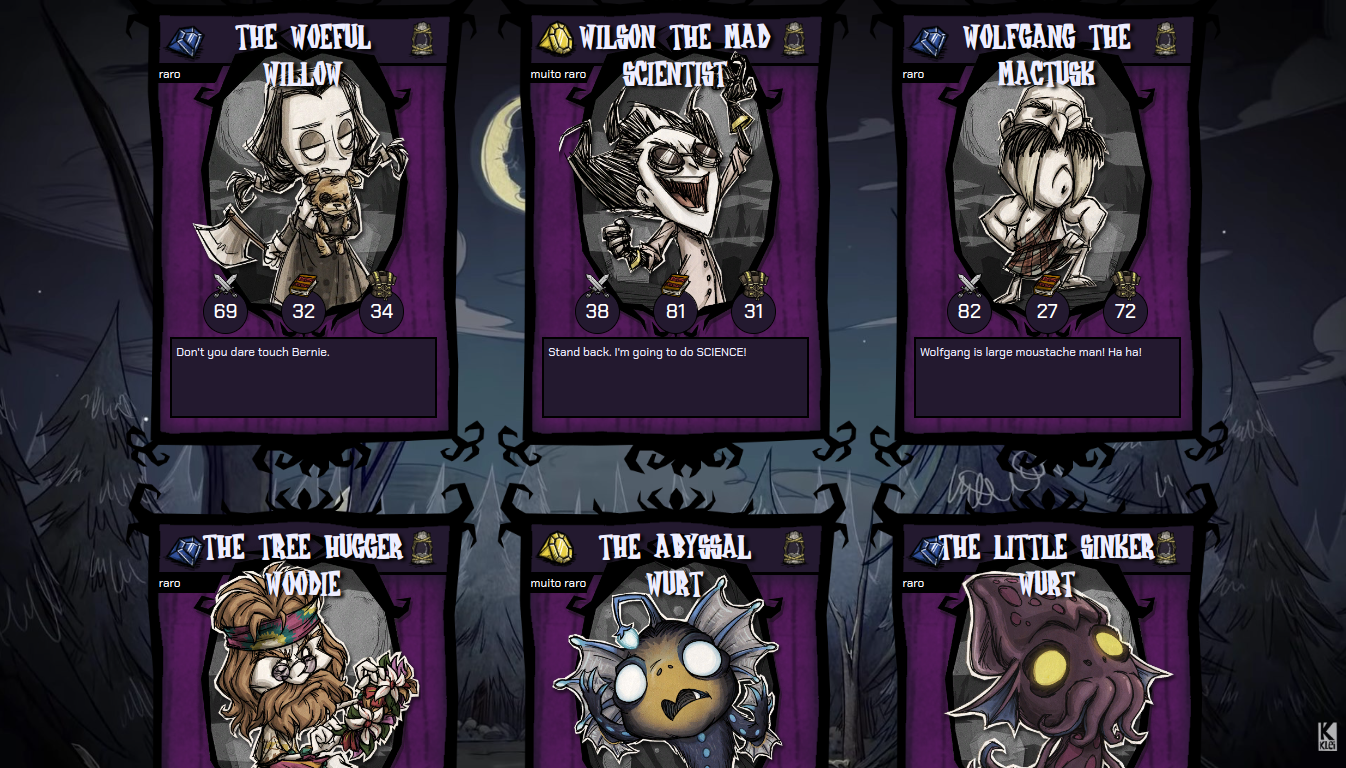 THE WOEFUL
WILLOW
raro
69 32 34
Don't you dare touch Bernie.
WILSON THE MAD
SCIENTIST
muito raro
38 81 31
Stand back. I'm going to do SCIENCE!
WOLFGANG THE
MACTUSK
raro
82 27 72
Wolfgang is large moustache man! Ha ha!
THE TREE HUGGER
WOODIE
raro
THE ABYSSAL
WURT
muito raro
THE LITTLE SINKER
WURT
raro
KLEI